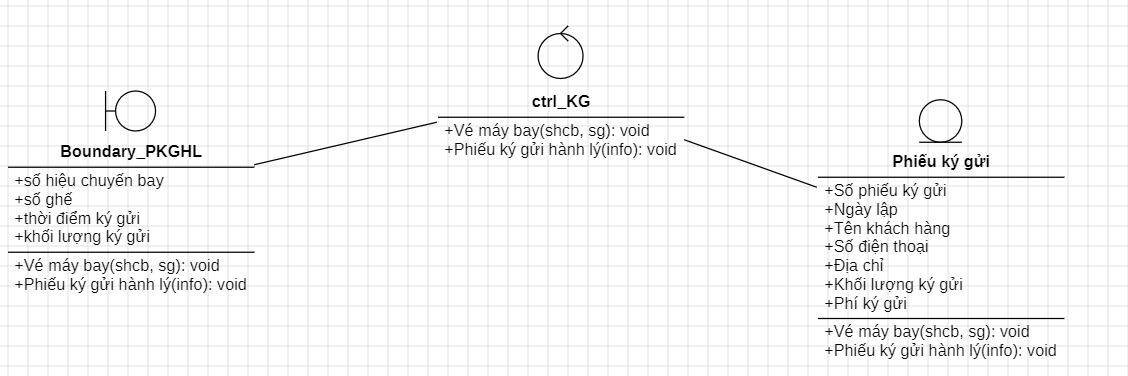 Boundary_PKGHL
+số hiệu chuyến bay
+số ghế
+thời điểm ký gửi
+khối lượng ký gửi
+Vé máy bay(shcb, sg): void
+Phiếu ký gửi hành lý(info): void
ctrl_KG
+Vé máy bay(shcb, sg): void
+Phiếu ký gửi hành lý(info): void
Phiếu ký gửi
+Số phiếu ký gửi
+Ngày lập
+Tên khách hàng
+Số điện thoại
+Địa chỉ
+Khối lượng ký gửi
+Phí ký gửi
+Vé máy bay(shcb, sg): void
+Phiếu ký gửi hành lý(info): void